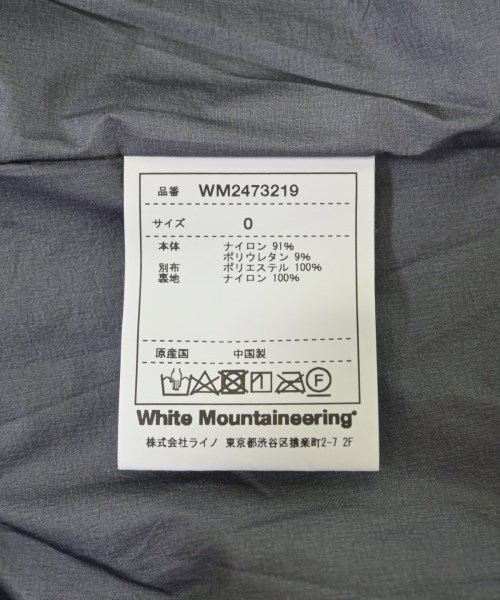 品番 WM2473219
サイズ 0
本体 ナイロン 91%
ポリウレタン 9%
別布 ポリエステル 100%
裏地 ナイロン 100%
原産国 中国製
F
White Mountaineering®
株式会社ライノ 東京都渋谷区猿楽町2-7 2F